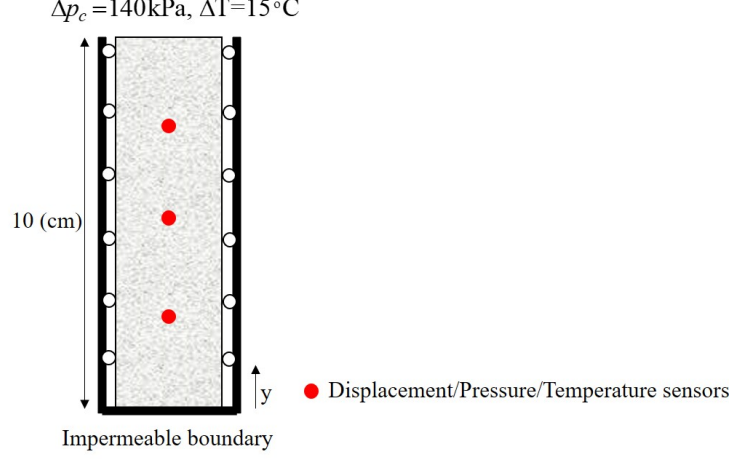 Δp_c =140kPa, ΔT=15°C
10 (cm)
y
Displacement/Pressure/Temperature sensors
Impermeable boundary